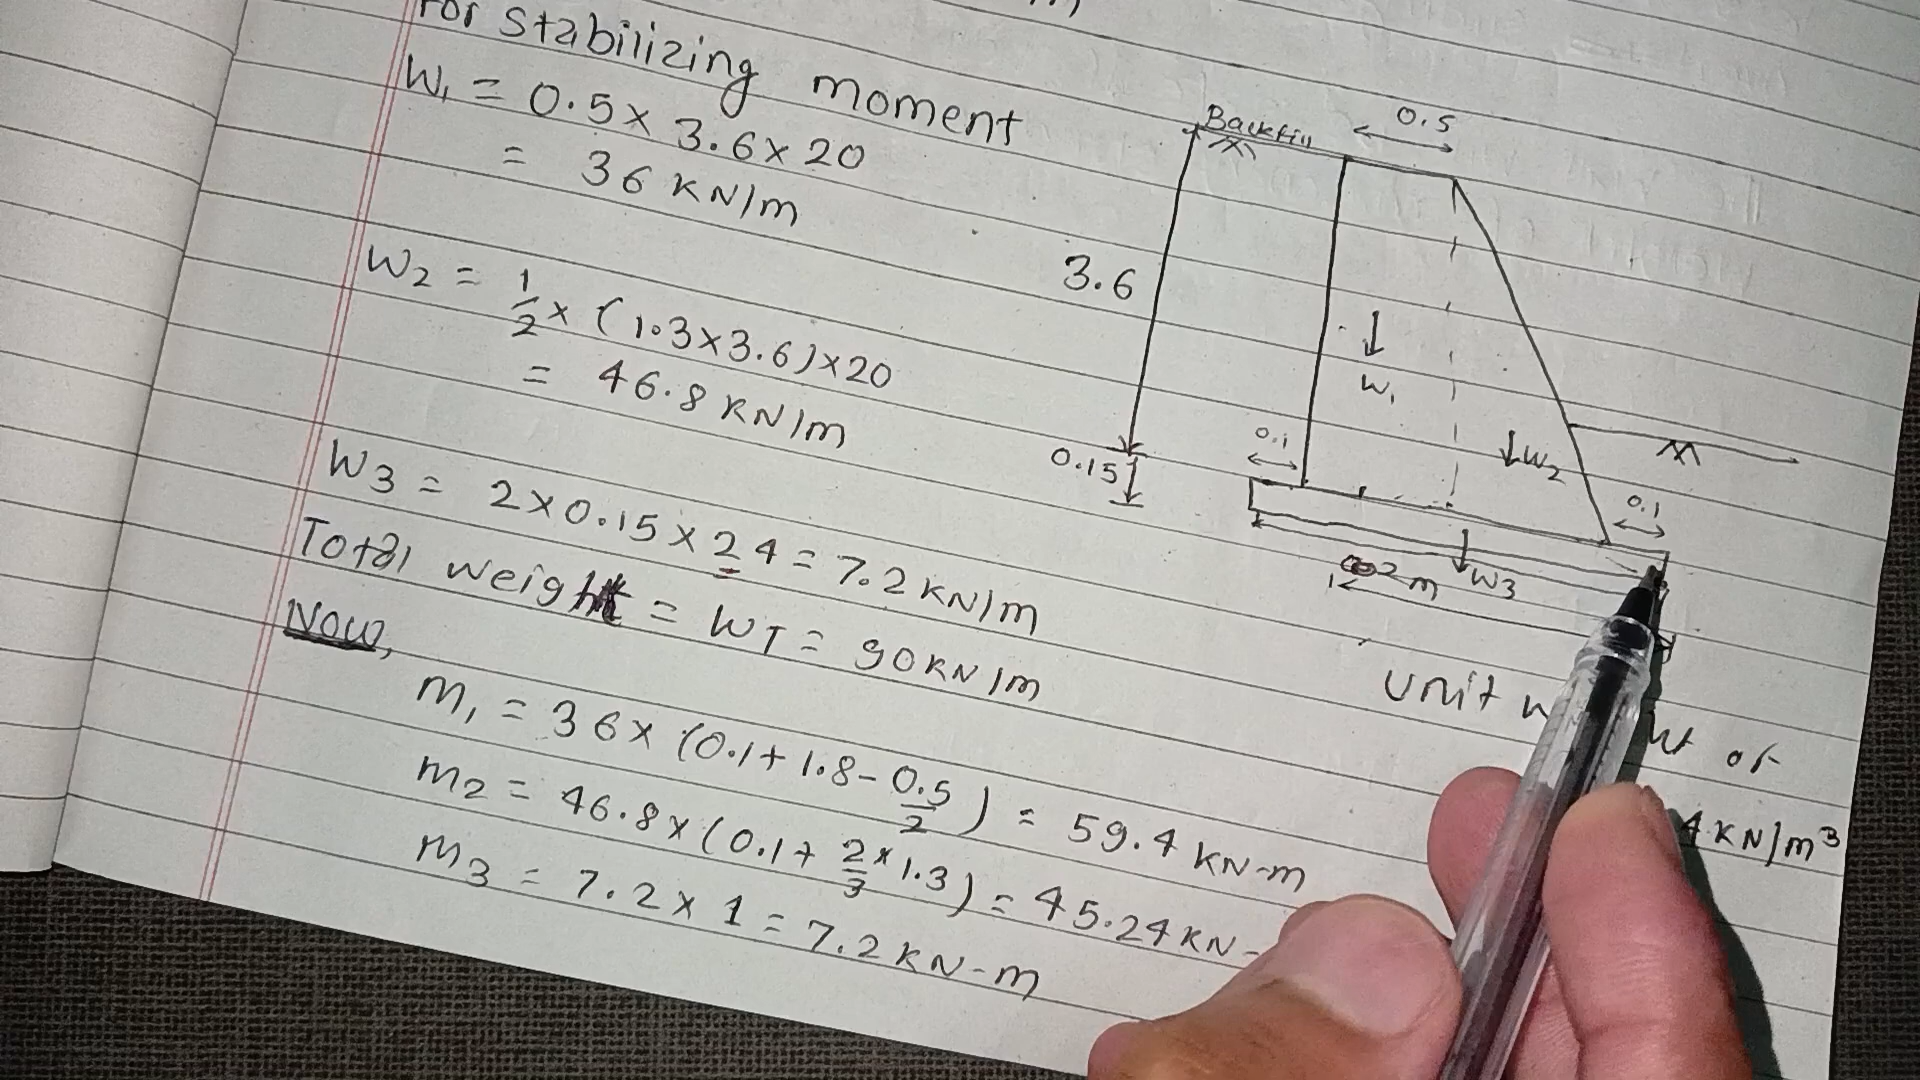 For stabilizing moment
W1 = 0.5 x 3.6 x 20
= 36 KN/m
W2 = 1/2 x (1.3 x 3.6) x 20
= 46.8 KN/m
W3 = 2 x 0.15 x 24 = 7.2 KN/m
Total weight = WT = 90 KN/m
Now,
m1 = 36 x (0.1 + 1.8 - 0.5/2) = 59.4 KN-m
m2 = 46.8 x (0.1 + 2/3 x 1.3) = 45.24 KN-
m3 = 7.2 x 1 = 7.2 KN-m
Backfill
0.5
3.6
W1
0.1
0.15
W2
0.1
2m
W3
unit
of
4 KN/m³